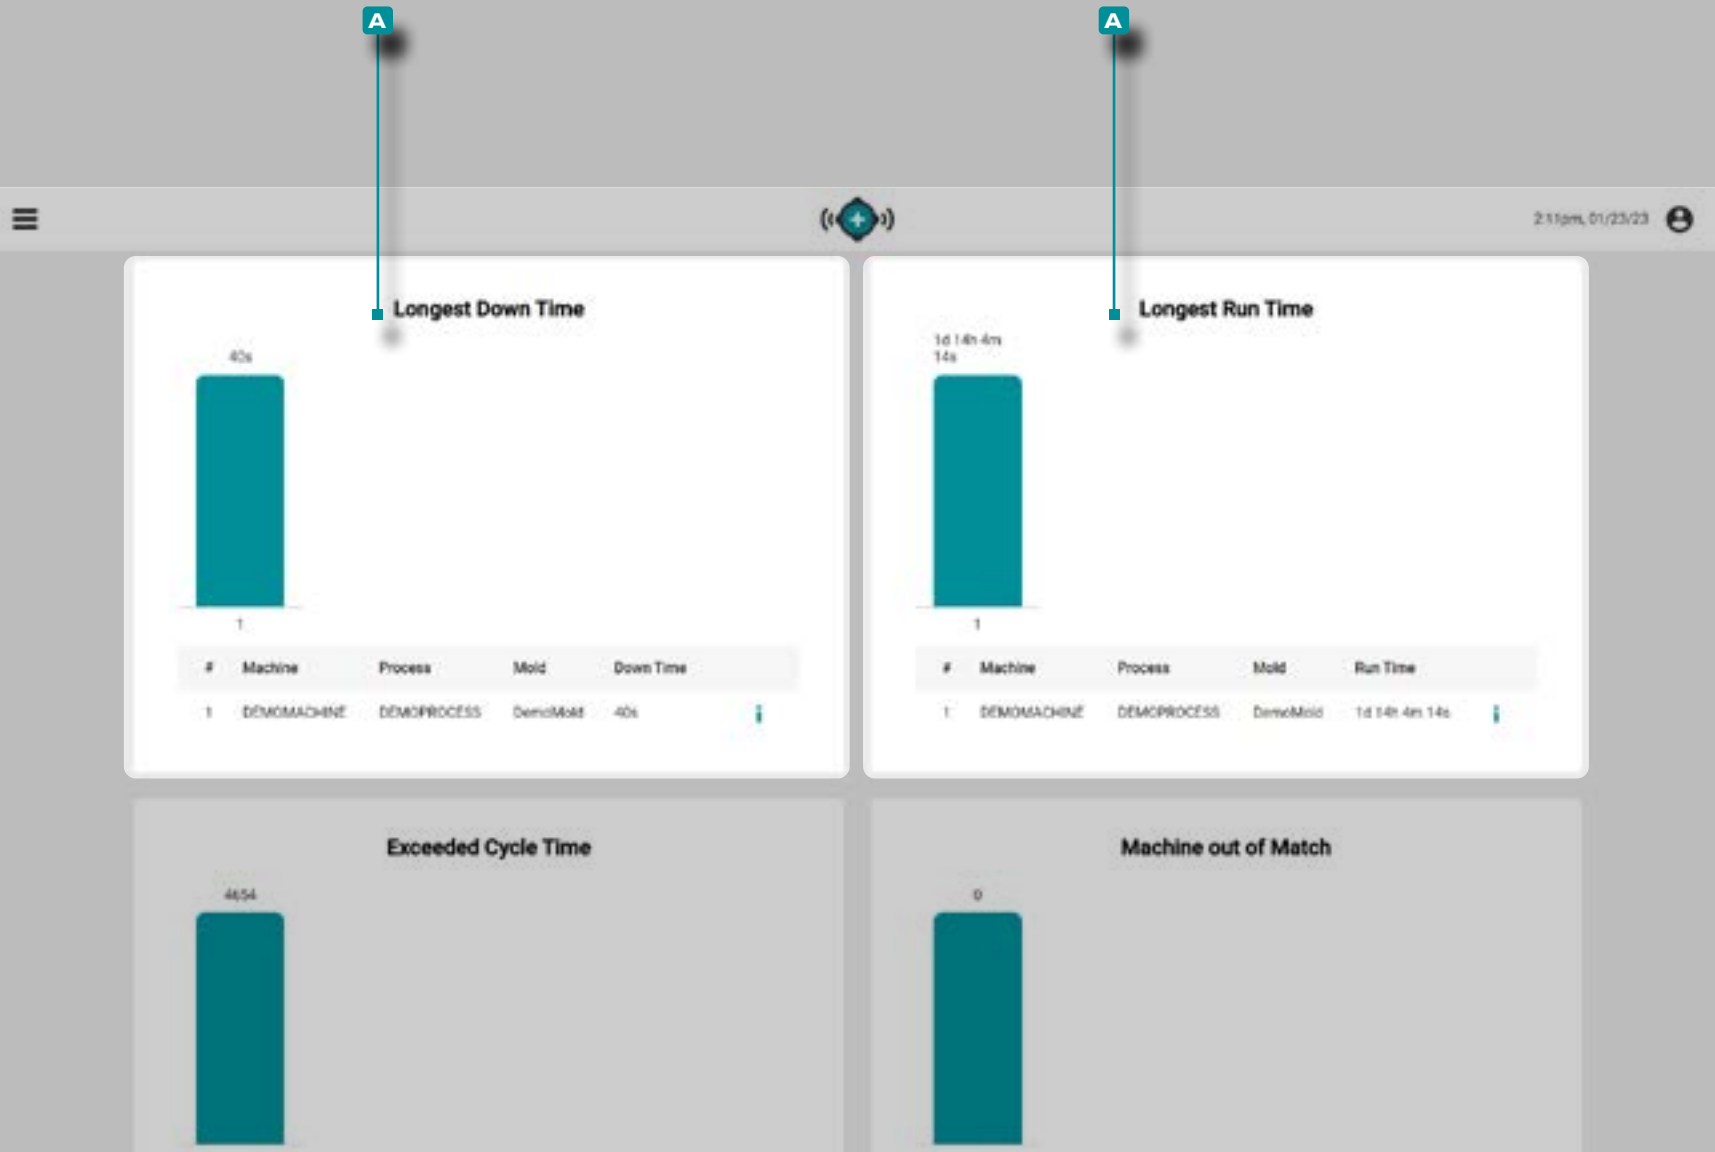 A
A
2:11pm, 01/23/23
Longest Down Time
40s
1
# Machine Process Mold Down Time
1 DEMOMACHINE DEMOPROCESS DemoMold 40s
Longest Run Time
1d 14h 4m
14s
1
# Machine Process Mold Run Time
1 DEMOMACHINE DEMOPROCESS DemoMold 1d 14h 4m 14s
Exceeded Cycle Time
4654
Machine out of Match
0